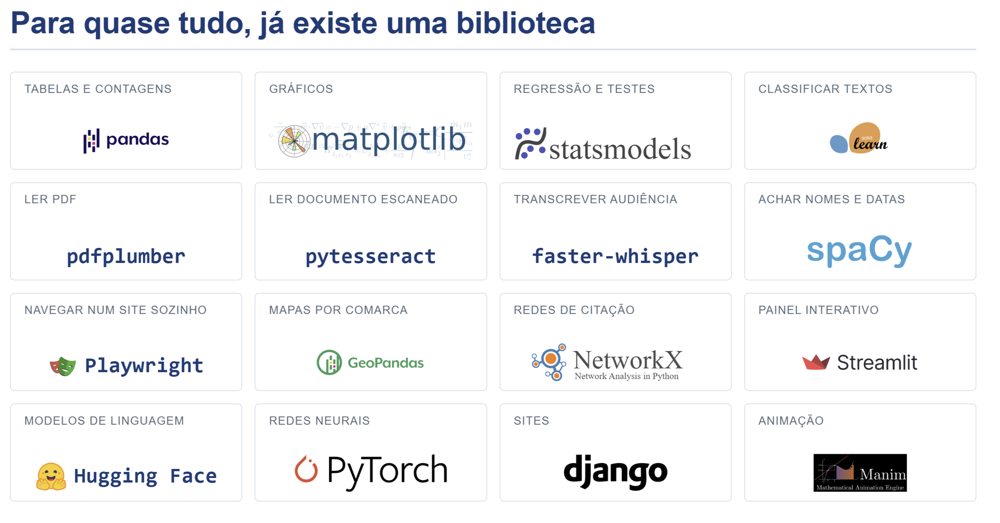 Para quase tudo, já existe uma biblioteca
TABELAS E CONTAGENS
pandas
GRÁFICOS
matplotlib
REGRESSÃO E TESTES
statsmodels
CLASSIFICAR TEXTOS
scikit
learn
LER PDF
pdfplumber
LER DOCUMENTO ESCANEADO
pytesseract
TRANSCREVER AUDIÊNCIA
faster-whisper
ACHAR NOMES E DATAS
spaCy
NAVEGAR NUM SITE SOZINHO
Playwright
MAPAS POR COMARCA
GeoPandas
REDES DE CITAÇÃO
NetworkX
Network Analysis in Python
PAINEL INTERATIVO
Streamlit
MODELOS DE LINGUAGEM
Hugging Face
REDES NEURAIS
PyTorch
SITES
django
ANIMAÇÃO
Manim
Mathematical Animation Engine